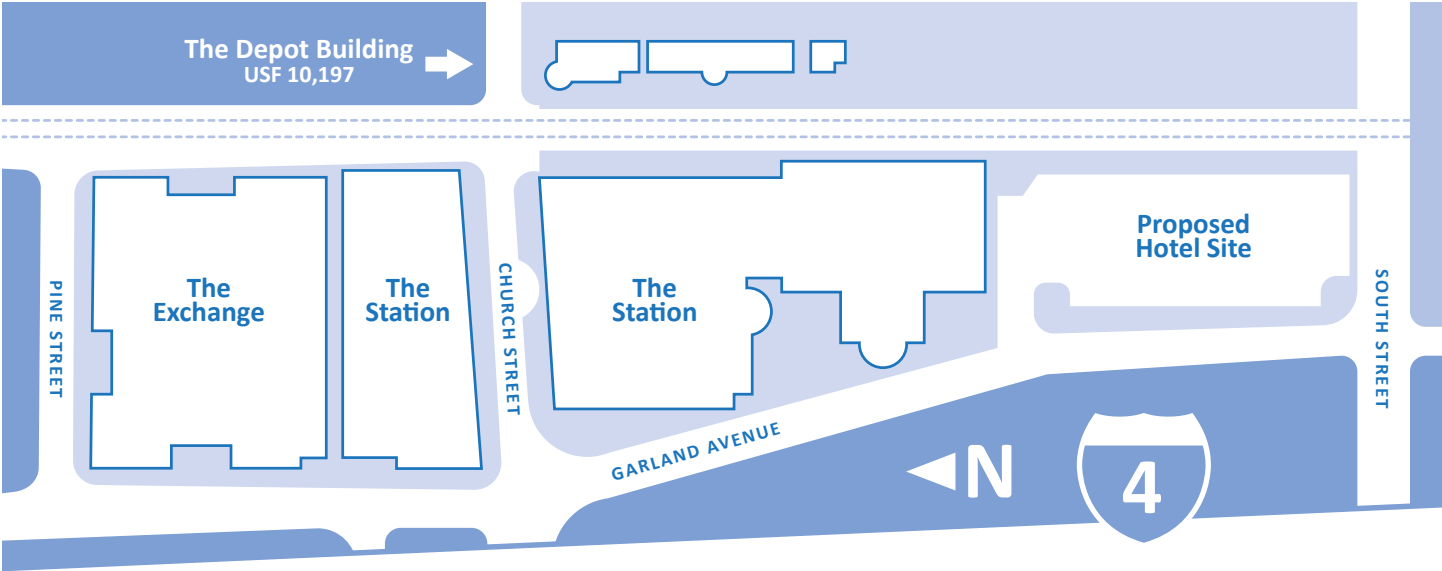 The Depot Building
USF 10,197
PINE STREET
The
Exchange
The
Station
CHURCH STREET
The
Station
Proposed
Hotel Site
SOUTH STREET
GARLAND AVENUE
N
4